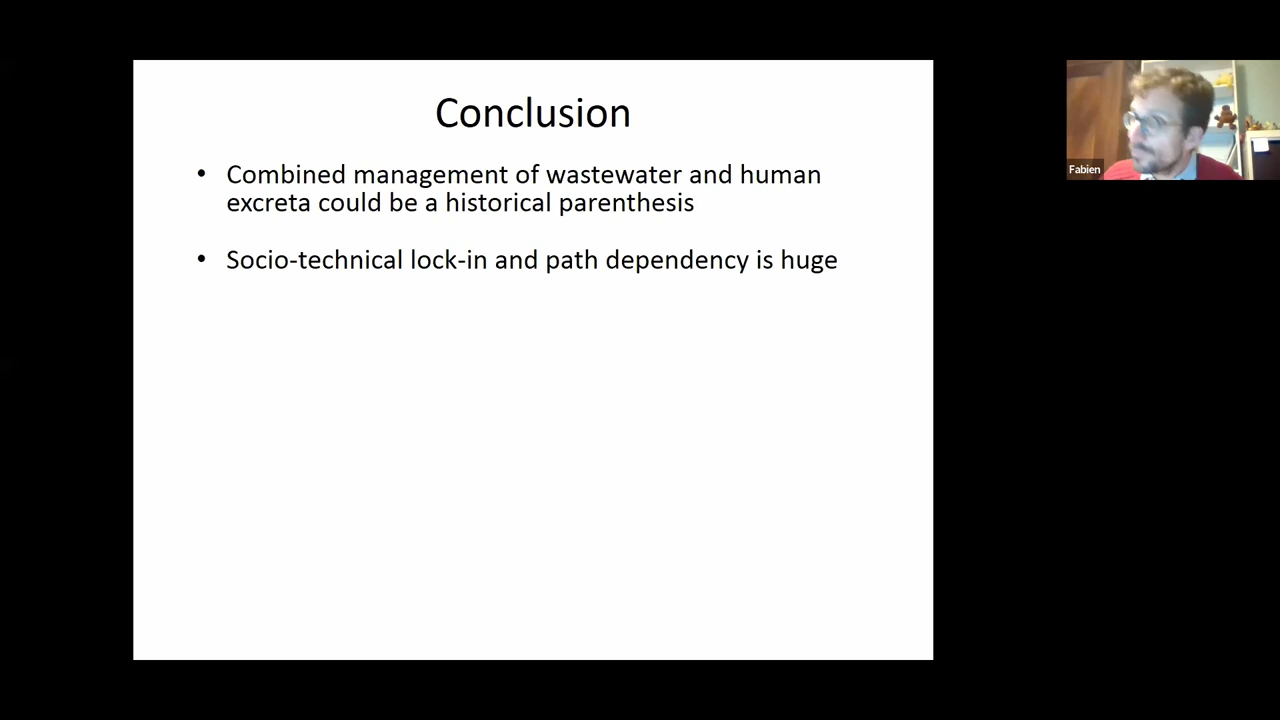 Conclusion
• Combined management of wastewater and human
excreta could be a historical parenthesis
• Socio-technical lock-in and path dependency is huge
Fabien